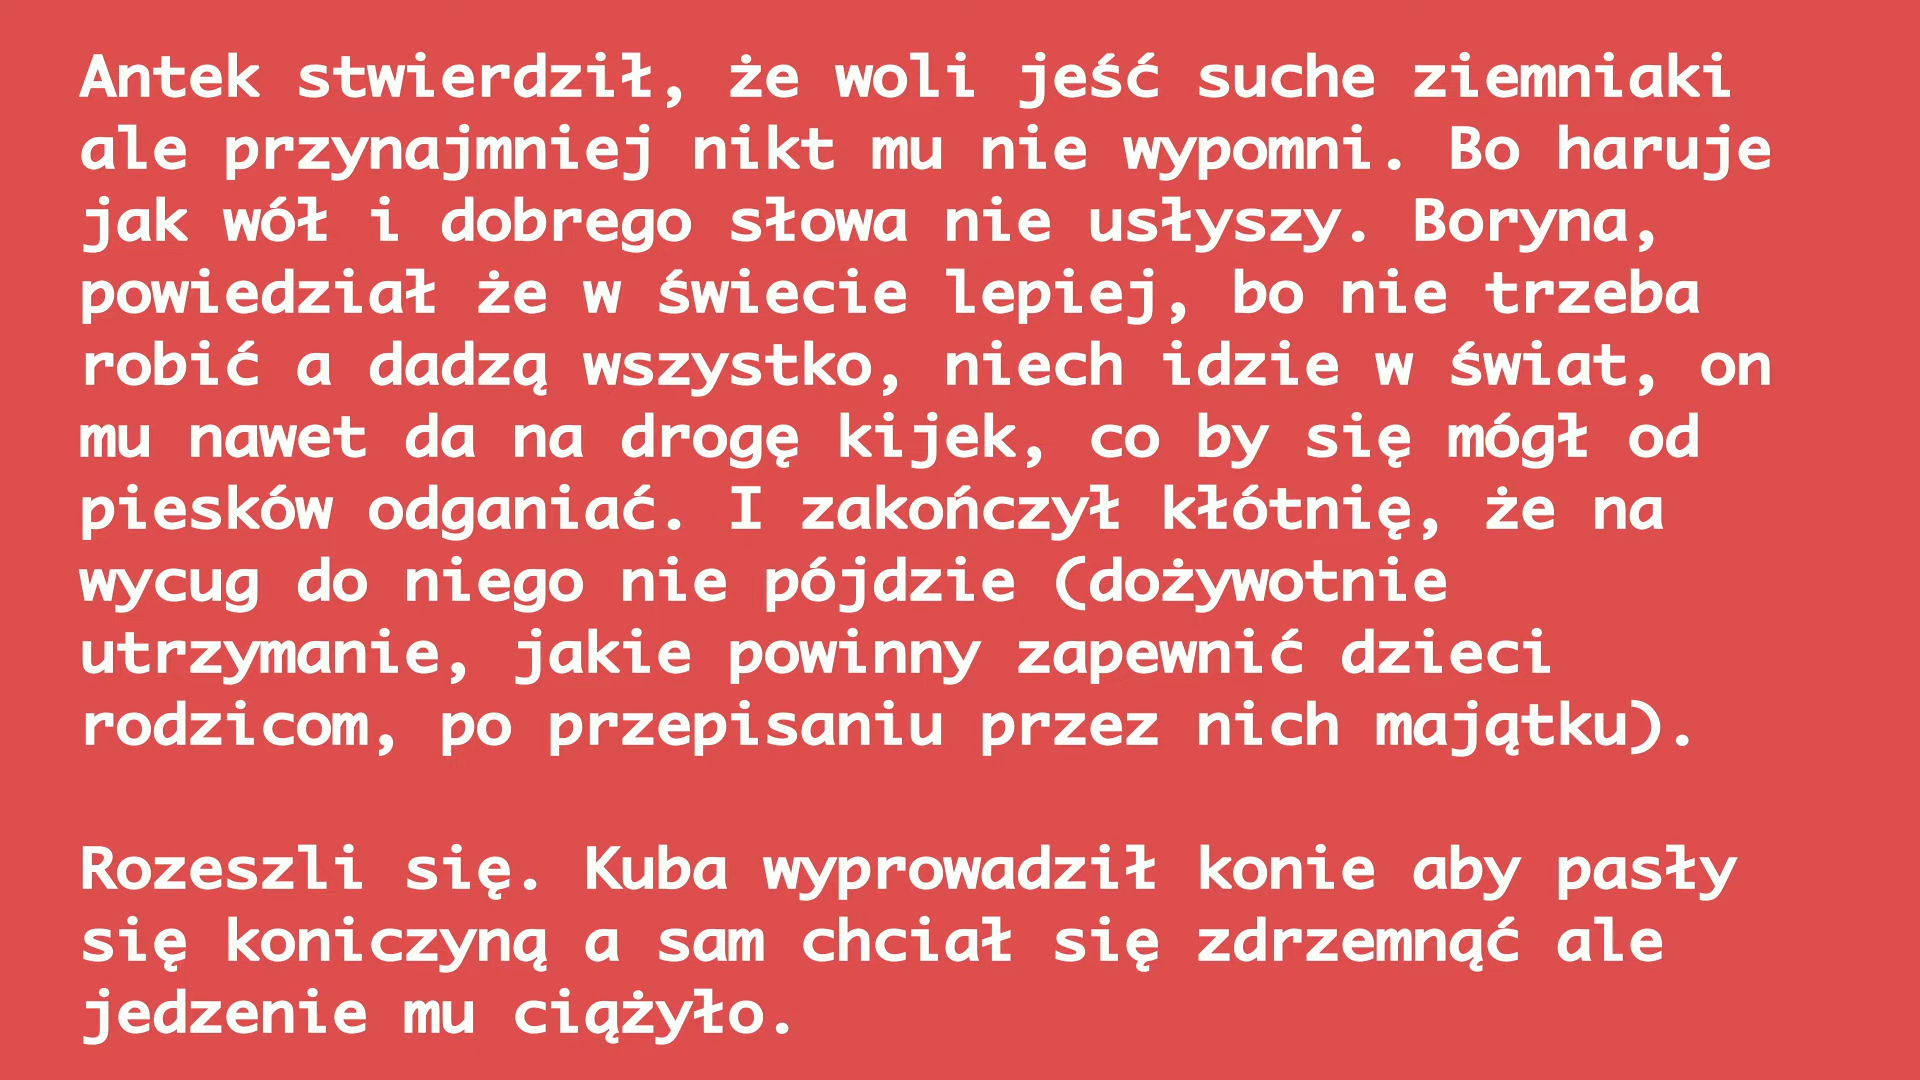 Antek stwierdził, że woli jeść suche ziemniaki
ale przynajmniej nikt mu nie wypomni. Bo haruje
jak wół i dobrego słowa nie usłyszy. Boryna,
powiedział że w świecie lepiej, bo nie trzeba
robić a dadzą wszystko, niech idzie w świat, on
mu nawet da na drogę kijek, co by się mógł od
piesków odganiać. I zakończył kłótnię, że na
wycug do niego nie pójdzie (dożywotnie
utrzymanie, jakie powinny zapewnić dzieci
rodzicom, po przepisaniu przez nich majątku).

Rozeszli się. Kuba wyprowadził konie aby pasły
się koniczyną a sam chciał się zdrzemnąć ale
jedzenie mu ciążyło.